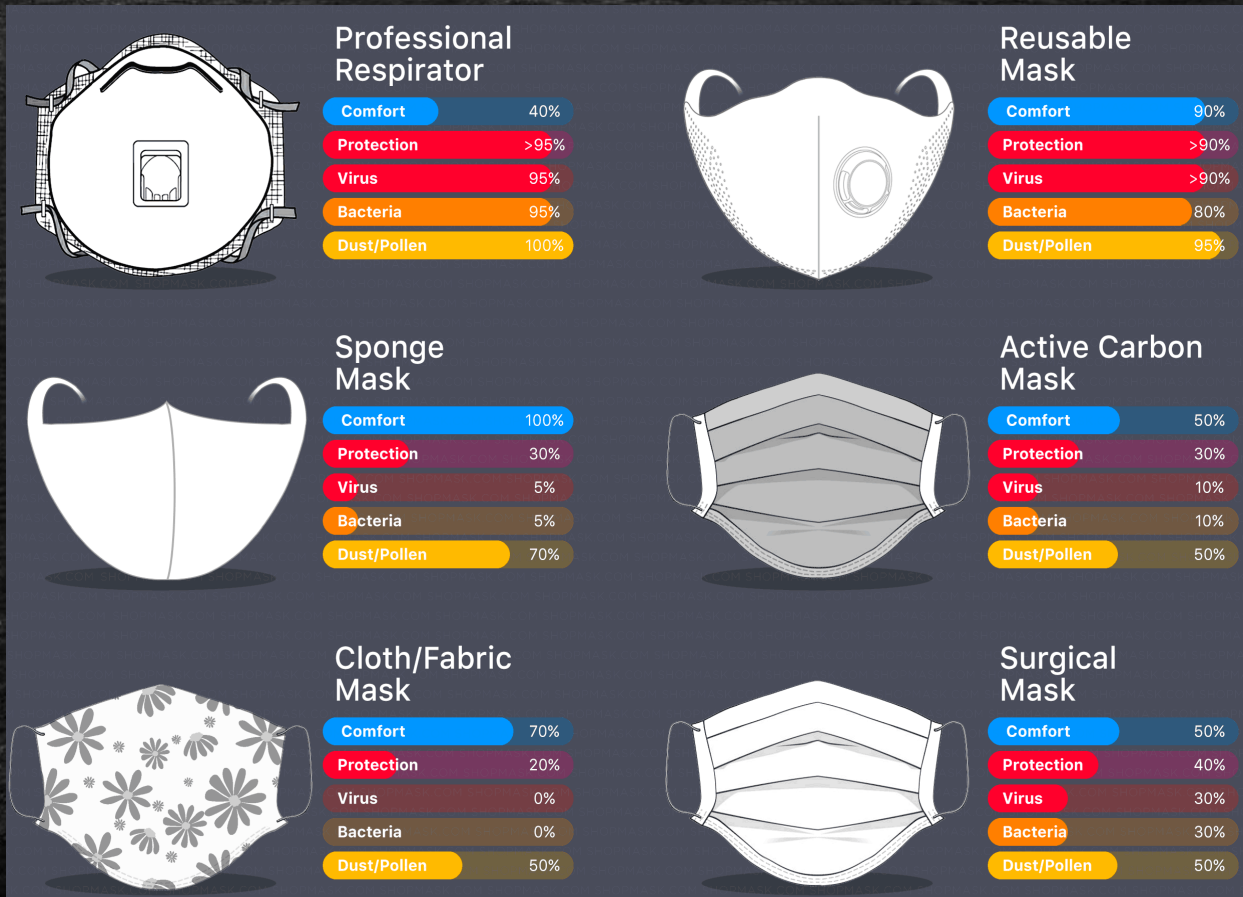 Professional
Respirator
Comfort 40%
Protection >95%
Virus 95%
Bacteria 95%
Dust/Pollen 100%
Reusable
Mask
Comfort 90%
Protection >90%
Virus >90%
Bacteria 80%
Dust/Pollen 95%
Sponge
Mask
Comfort 100%
Protection 30%
Virus 5%
Bacteria 5%
Dust/Pollen 70%
Active Carbon
Mask
Comfort 50%
Protection 30%
Virus 10%
Bacteria 10%
Dust/Pollen 50%
Cloth/Fabric
Mask
Comfort 70%
Protection 20%
Virus 0%
Bacteria 0%
Dust/Pollen 50%
Surgical
Mask
Comfort 50%
Protection 40%
Virus 30%
Bacteria 30%
Dust/Pollen 50%